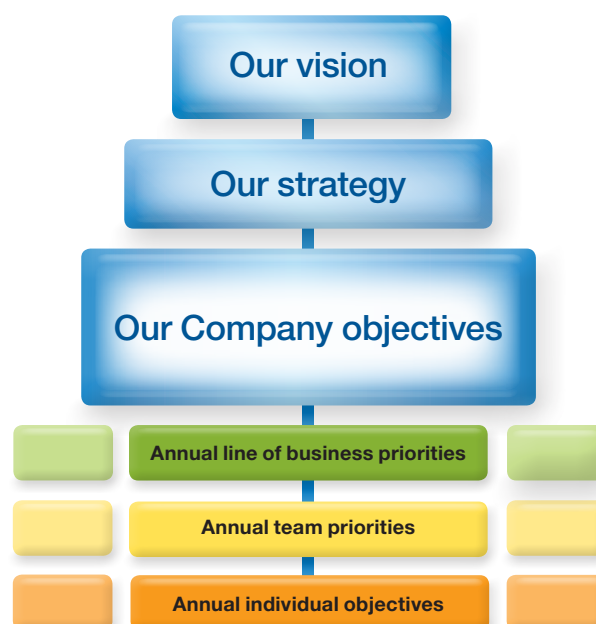 Our vision
Our strategy
Our Company objectives
Annual line of business priorities
Annual team priorities
Annual individual objectives